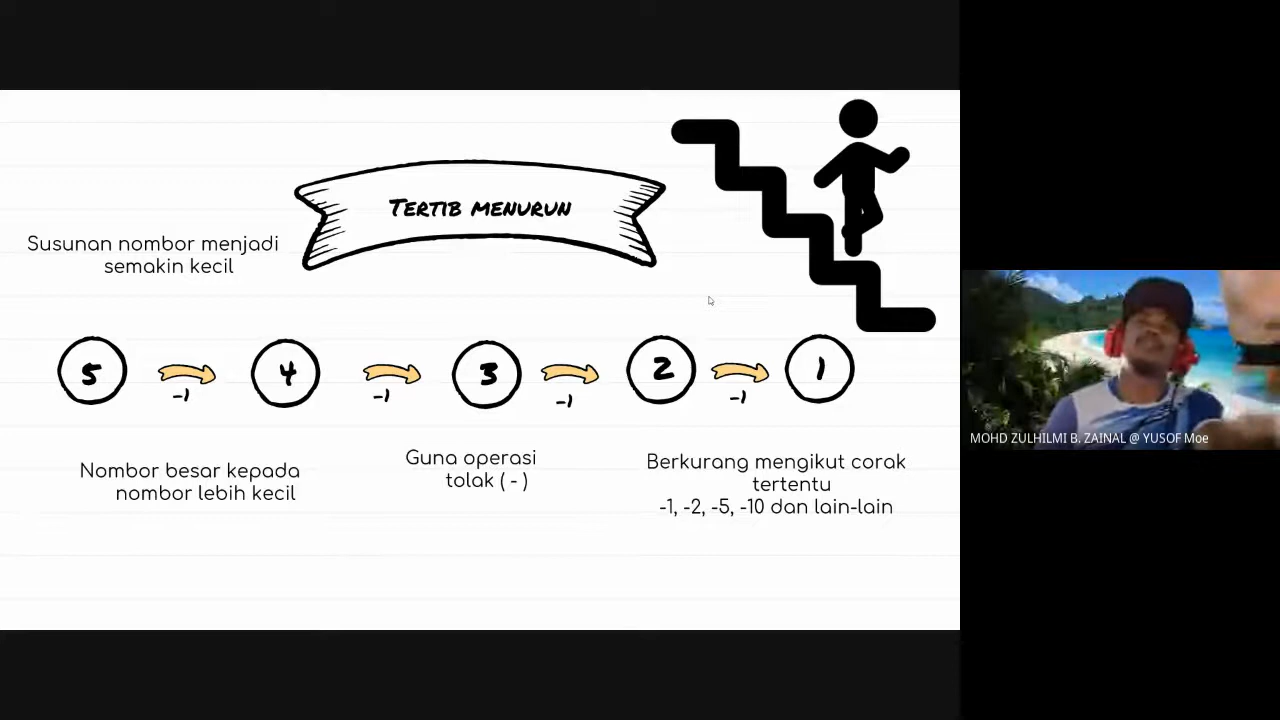 TERTIB MENURUN
Susunan nombor menjadi
semakin kecil
5 4 3 2 1
-1 -1 -1 -1
Nombor besar kepada
nombor lebih kecil
Guna operasi
tolak ( - )
Berkurang mengikut corak
tertentu
-1, -2, -5, -10 dan lain-lain
MOHD ZULHILMI B. ZAINAL @ YUSOF Moe